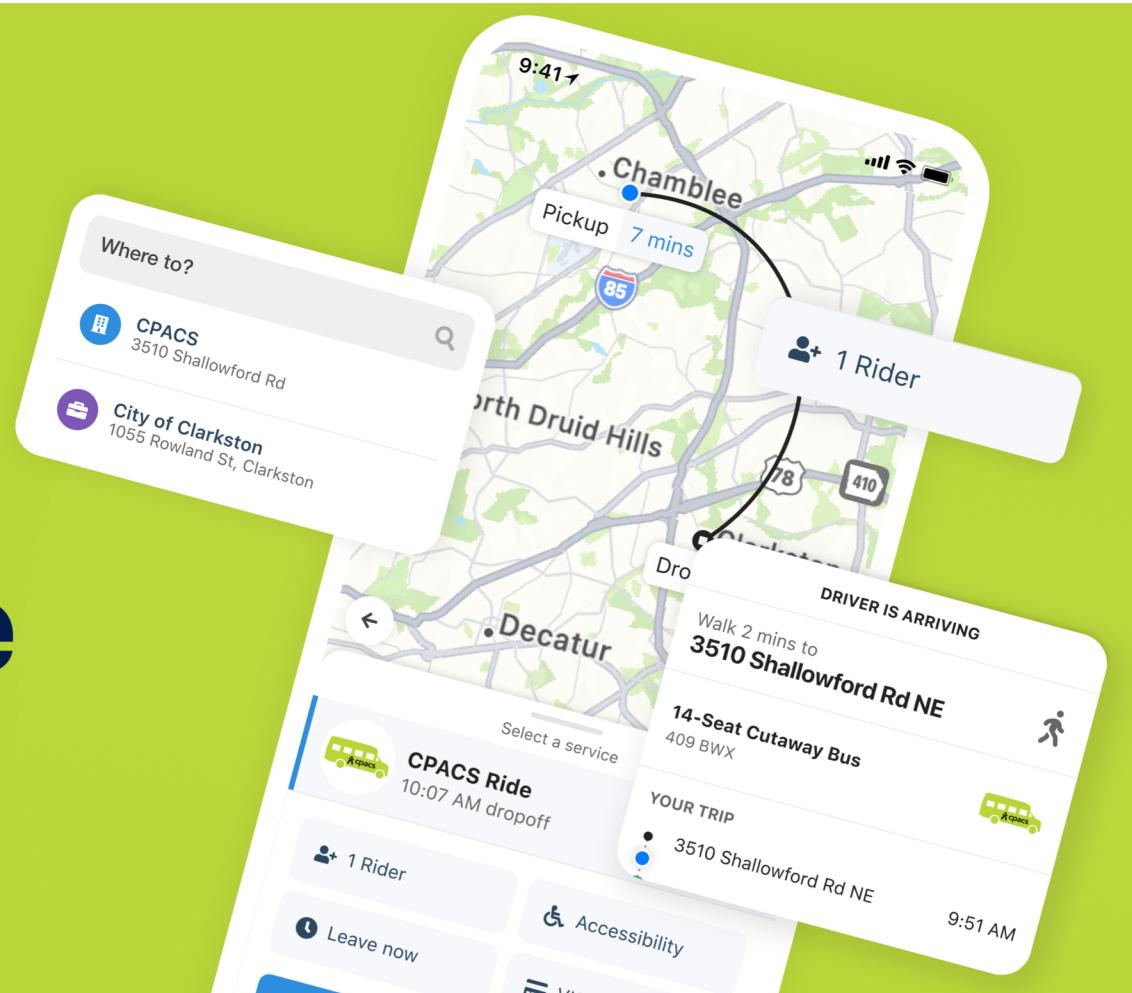 9:41
Chamblee
Pickup 7 mins
85
Where to?
CPACS
3510 Shallowford Rd
City of Clarkston
1055 Rowland St, Clarkston
1 Rider
Druid Hills
78
410
Decatur
DRIVER IS ARRIVING
Walk 2 mins to
3510 Shallowford Rd NE
14-Seat Cutaway Bus
409 BWX
cpacs
YOUR TRIP
3510 Shallowford Rd NE
9:51 AM
Select a service
cpacs
CPACS Ride
10:07 AM dropoff
1 Rider
Accessibility
Leave now